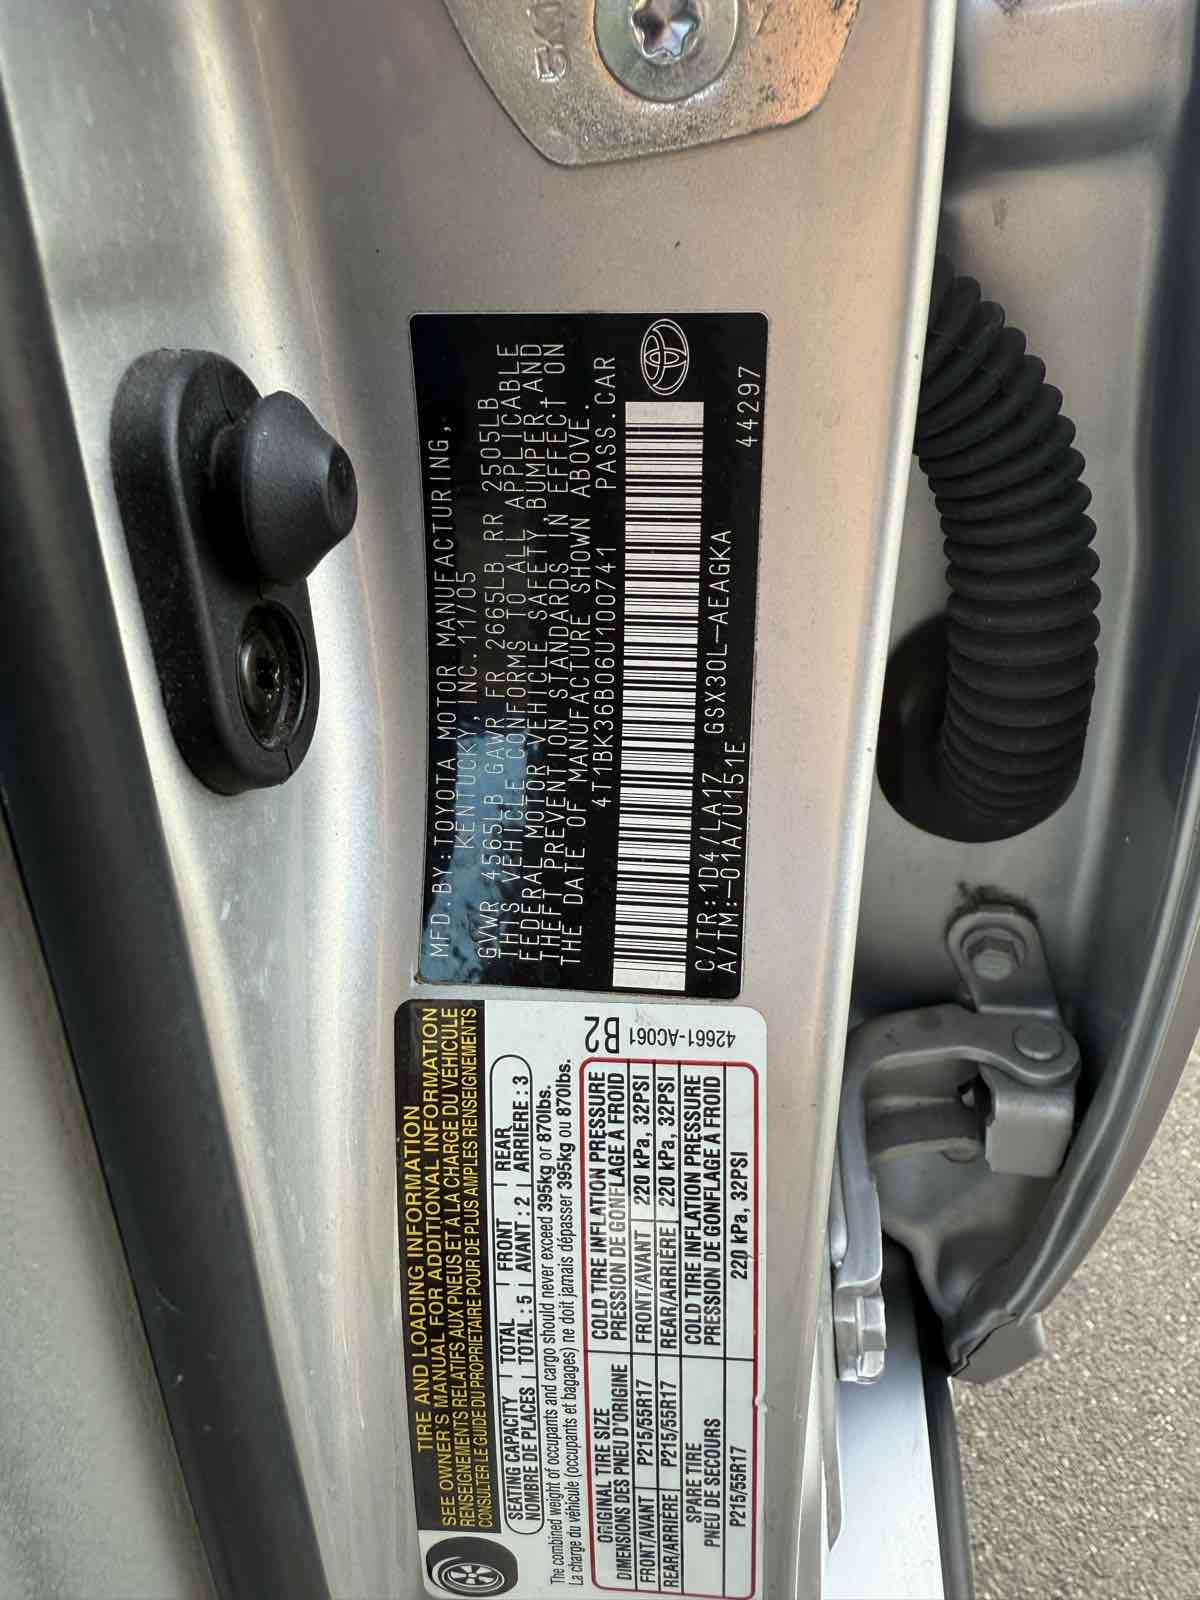 MFD.BY:TOYOTA MOTOR MANUFACTURING,
KENTUCKY, INC. 11/05
GVWR 4565LB GAWR FR 2665LB RR 2505LB
THIS VEHICLE CONFORMS TO ALL APPLICABLE
FEDERAL MOTOR VEHICLE SAFETY, BUMPER, AND
THEFT PREVENTION STANDARDS IN EFFECT ON
THE DATE OF MANUFACTURE SHOWN ABOVE.
4T1BK36B06U100741 PASS.CAR
C/TR:1D4/LA17 GSX30L-AEAGKA
A/TM:-01A/U151E 44297
TIRE AND LOADING INFORMATION
SEE OWNER'S MANUAL FOR ADDITIONAL INFORMATION
RENSEIGNEMENTS RELATIFS AUX PNEUS ET A LA CHARGE DU VÉHICULE
CONSULTER LE GUIDE DU PROPRIETAIRE POUR DE PLUS AMPLES RENSEIGNEMENTS
SEATING CAPACITY | TOTAL | FRONT | REAR
NOMBRE DE PLACES | TOTAL : 5 | AVANT : 2 | ARRIERE : 3
The combined weight of occupants and cargo should never exceed 395kg or 870lbs.
La charge du véhicule (occupants et bagages) ne doit jamais dépasser 395kg ou 870lbs.
B2
42661-AC061
ORIGINAL TIRE SIZE COLD TIRE INFLATION PRESSURE
DIMENSIONS DES PNEU D'ORIGINE PRESSION DE GONFLAGE À FROID
FRONT/AVANT P215/55R17 FRONT/AVANT 220 kPa, 32PSI
REAR/ARRIÈRE P215/55R17 REAR/ARRIÈRE 220 kPa, 32PSI
SPARE TIRE COLD TIRE INFLATION PRESSURE
PNEU DE SECOURS PRESSION DE GONFLAGE À FROID
P215/55R17 220 kPa, 32PSI